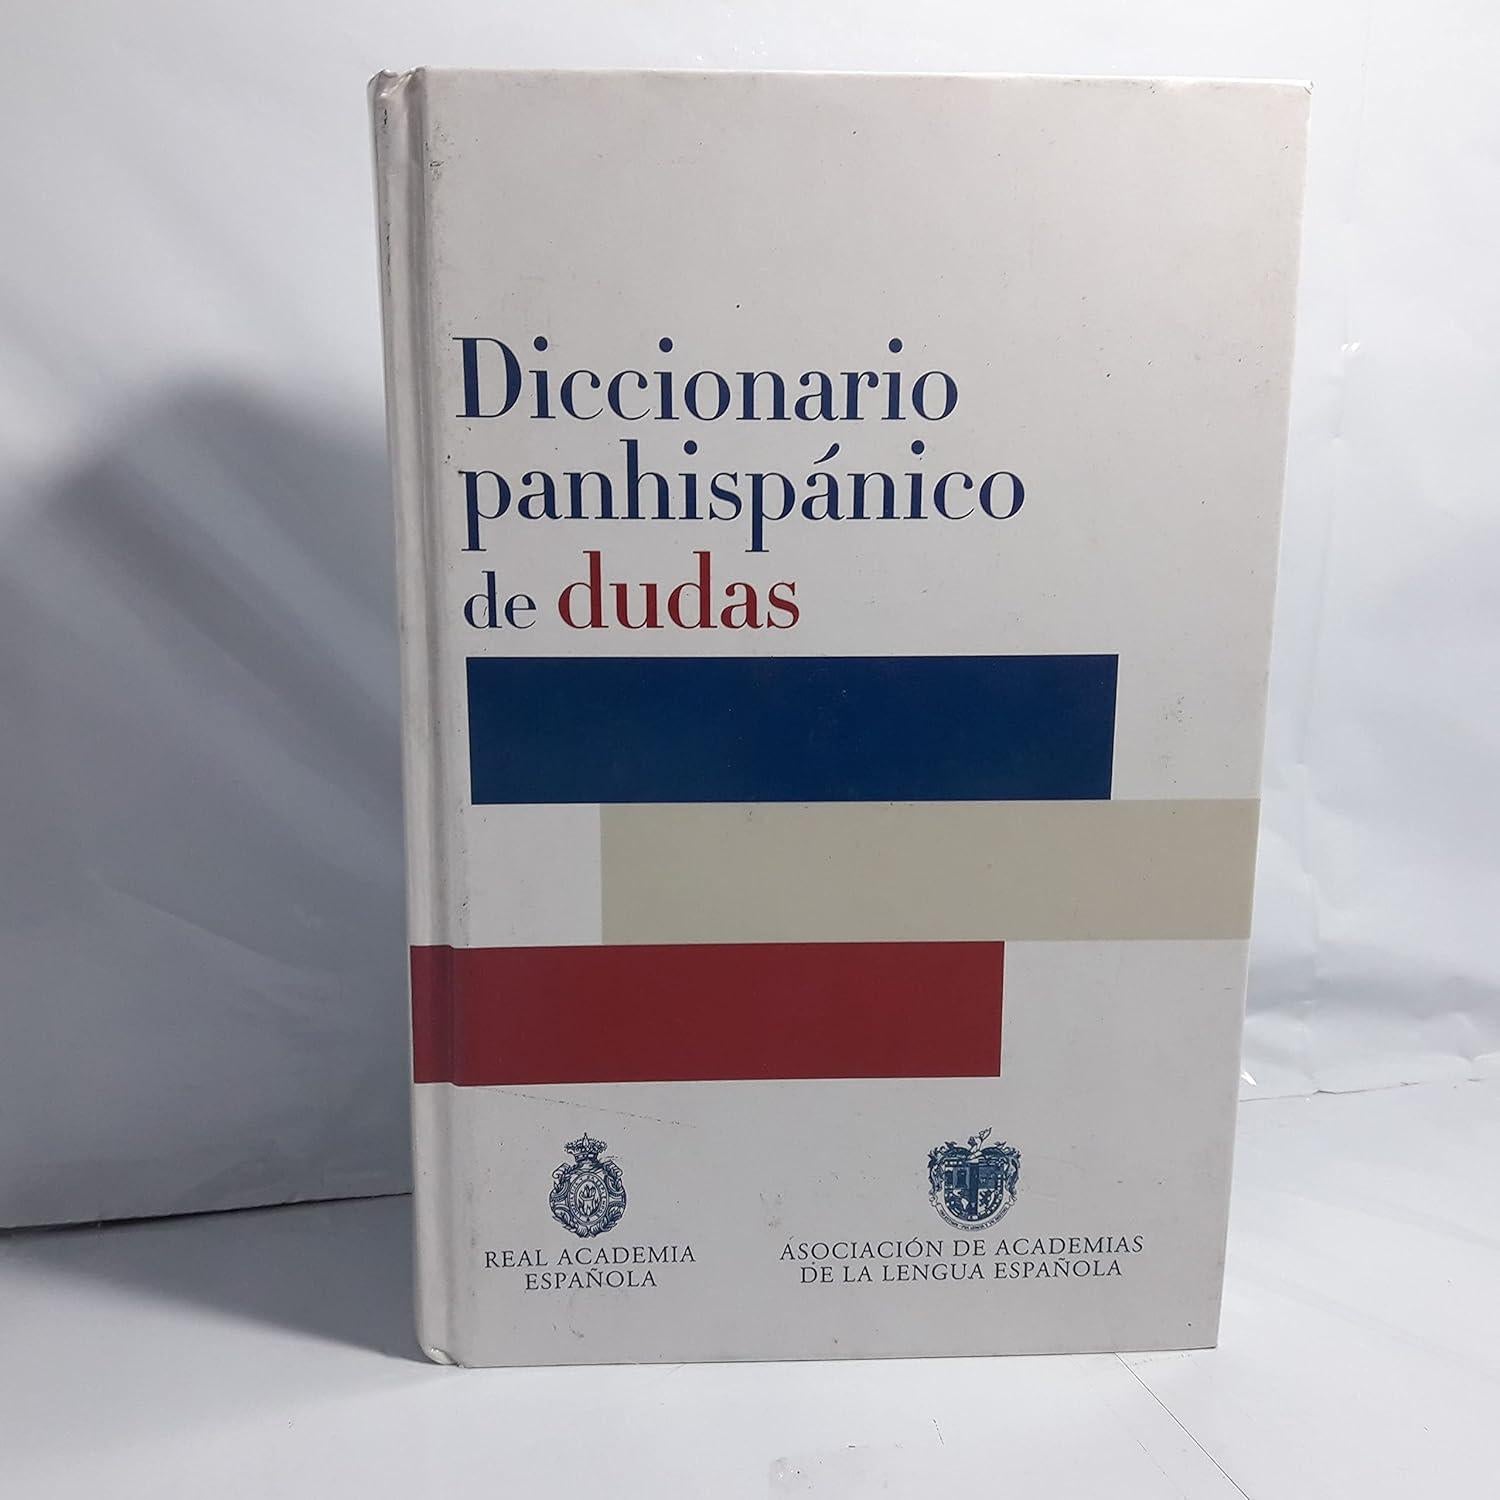 Diccionario
panhispánico
de dudas
REAL ACADEMIA
ESPAÑOLA
ASOCIACIÓN DE ACADEMIAS
DE LA LENGUA ESPAÑOLA